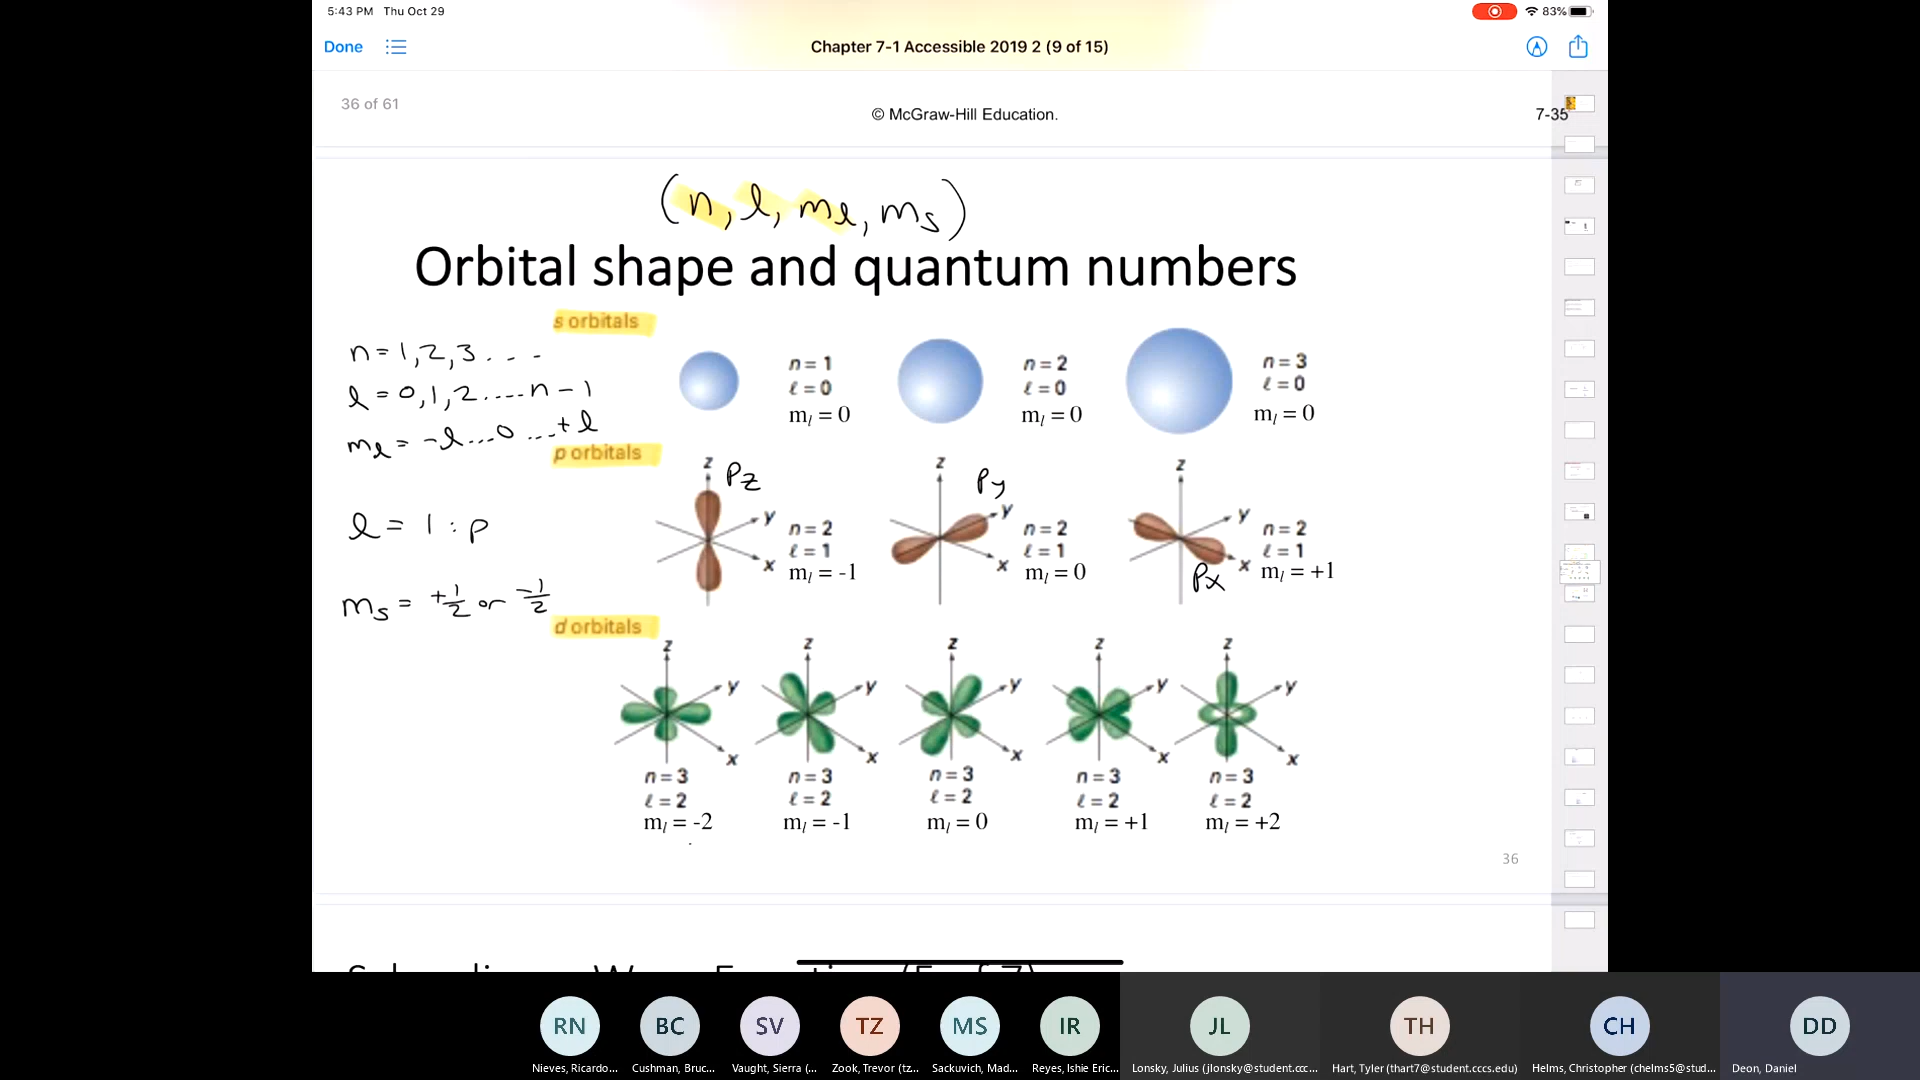 5:43 PM Thu Oct 29
83%
Done
Chapter 7-1 Accessible 2019 2 (9 of 15)
36 of 61
© McGraw-Hill Education.
7-35
(n, l, ml, ms)
Orbital shape and quantum numbers
s orbitals
n = 1, 2, 3 . . .
l = 0, 1, 2 .... n - 1
ml = -l ... 0 ... + l
n = 1
ℓ = 0
ml = 0
n = 2
ℓ = 0
ml = 0
n = 3
ℓ = 0
ml = 0
p orbitals
l = 1 : p
ms = +1/2 or -1/2
z
Pz
y
x
n = 2
ℓ = 1
ml = -1
z
Py
y
x
n = 2
ℓ = 1
ml = 0
z
y
x
Px
n = 2
ℓ = 1
ml = +1
d orbitals
z
y
x
n = 3
ℓ = 2
ml = -2
z
y
x
n = 3
ℓ = 2
ml = -1
z
y
x
n = 3
ℓ = 2
ml = 0
z
y
x
n = 3
ℓ = 2
ml = +1
z
y
x
n = 3
ℓ = 2
ml = +2
36
RN
BC
SV
TZ
MS
IR
JL
TH
CH
DD
Nieves, Ricardo...
Cushman, Bruc...
Vaught, Sierra (...
Zook, Trevor (tz...
Sackuvich, Mad...
Reyes, Ishie Eric...
Lonsky, Julius (jlonsky@student.ccc...
Hart, Tyler (thart7@student.cccs.edu)
Helms, Christopher (chelms5@stud...
Deon, Daniel